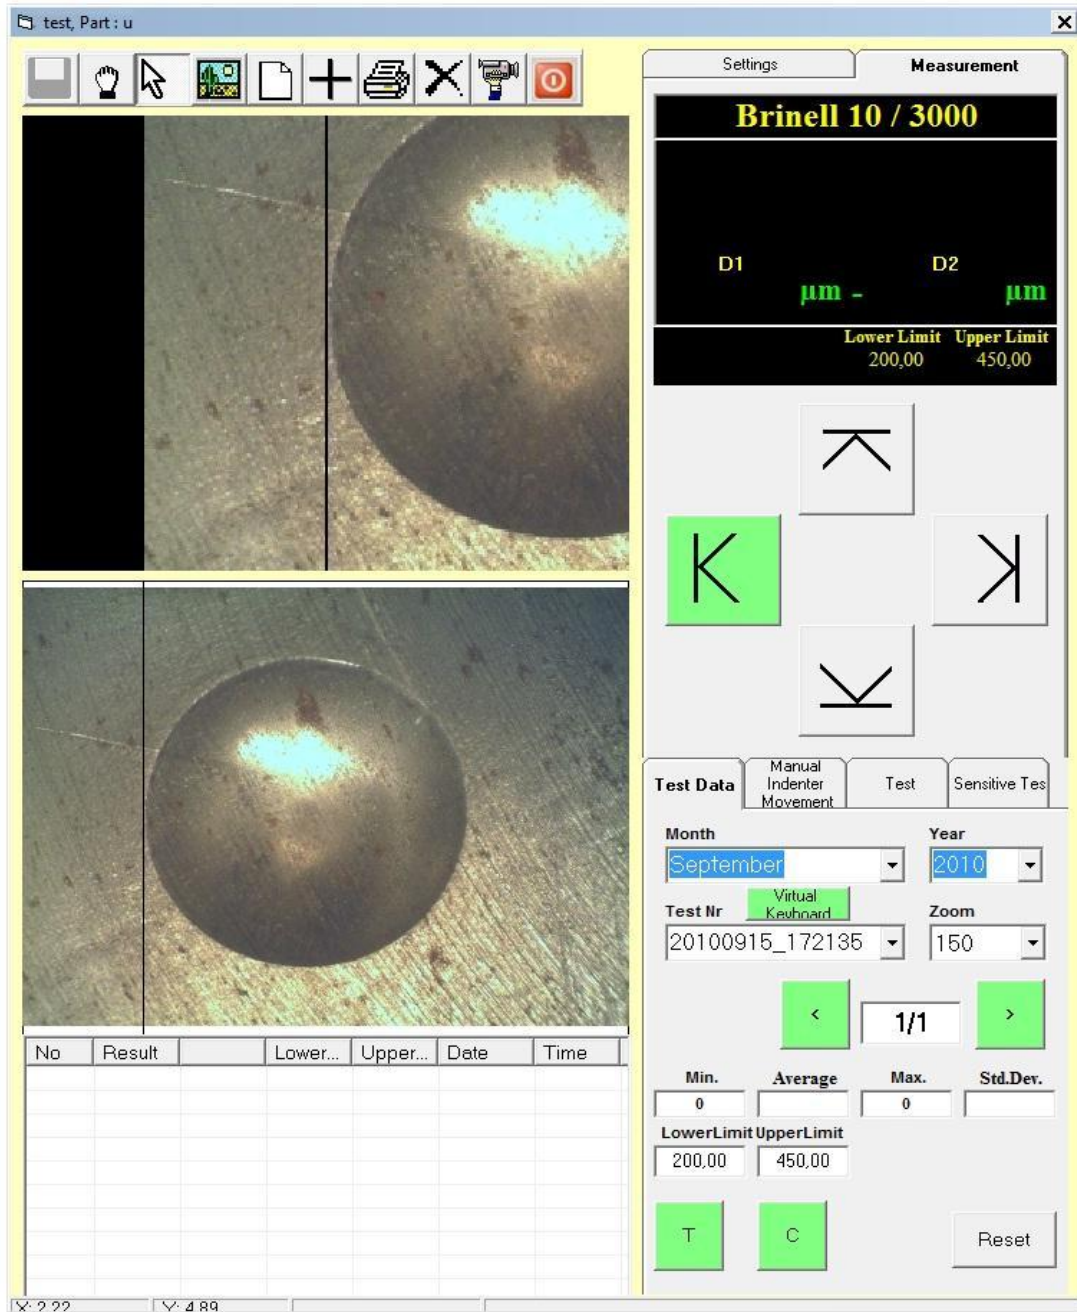 test, Part : u
Settings
Measurement
Brinell 10 / 3000
D1
D2
µm -
µm
Lower Limit Upper Limit
200,00 450,00
Test Data
Manual
Indenter
Movement
Test
Sensitive Tes
Month
Year
September
2010
Virtual
Keyboard
Test Nr
Zoom
20100915_172135
150
<
1/1
>
Min. Average Max. Std.Dev.
0 0
LowerLimit UpperLimit
200,00 450,00
T
C
Reset
No Result Lower... Upper... Date Time
X: 2.22 Y: 4.89